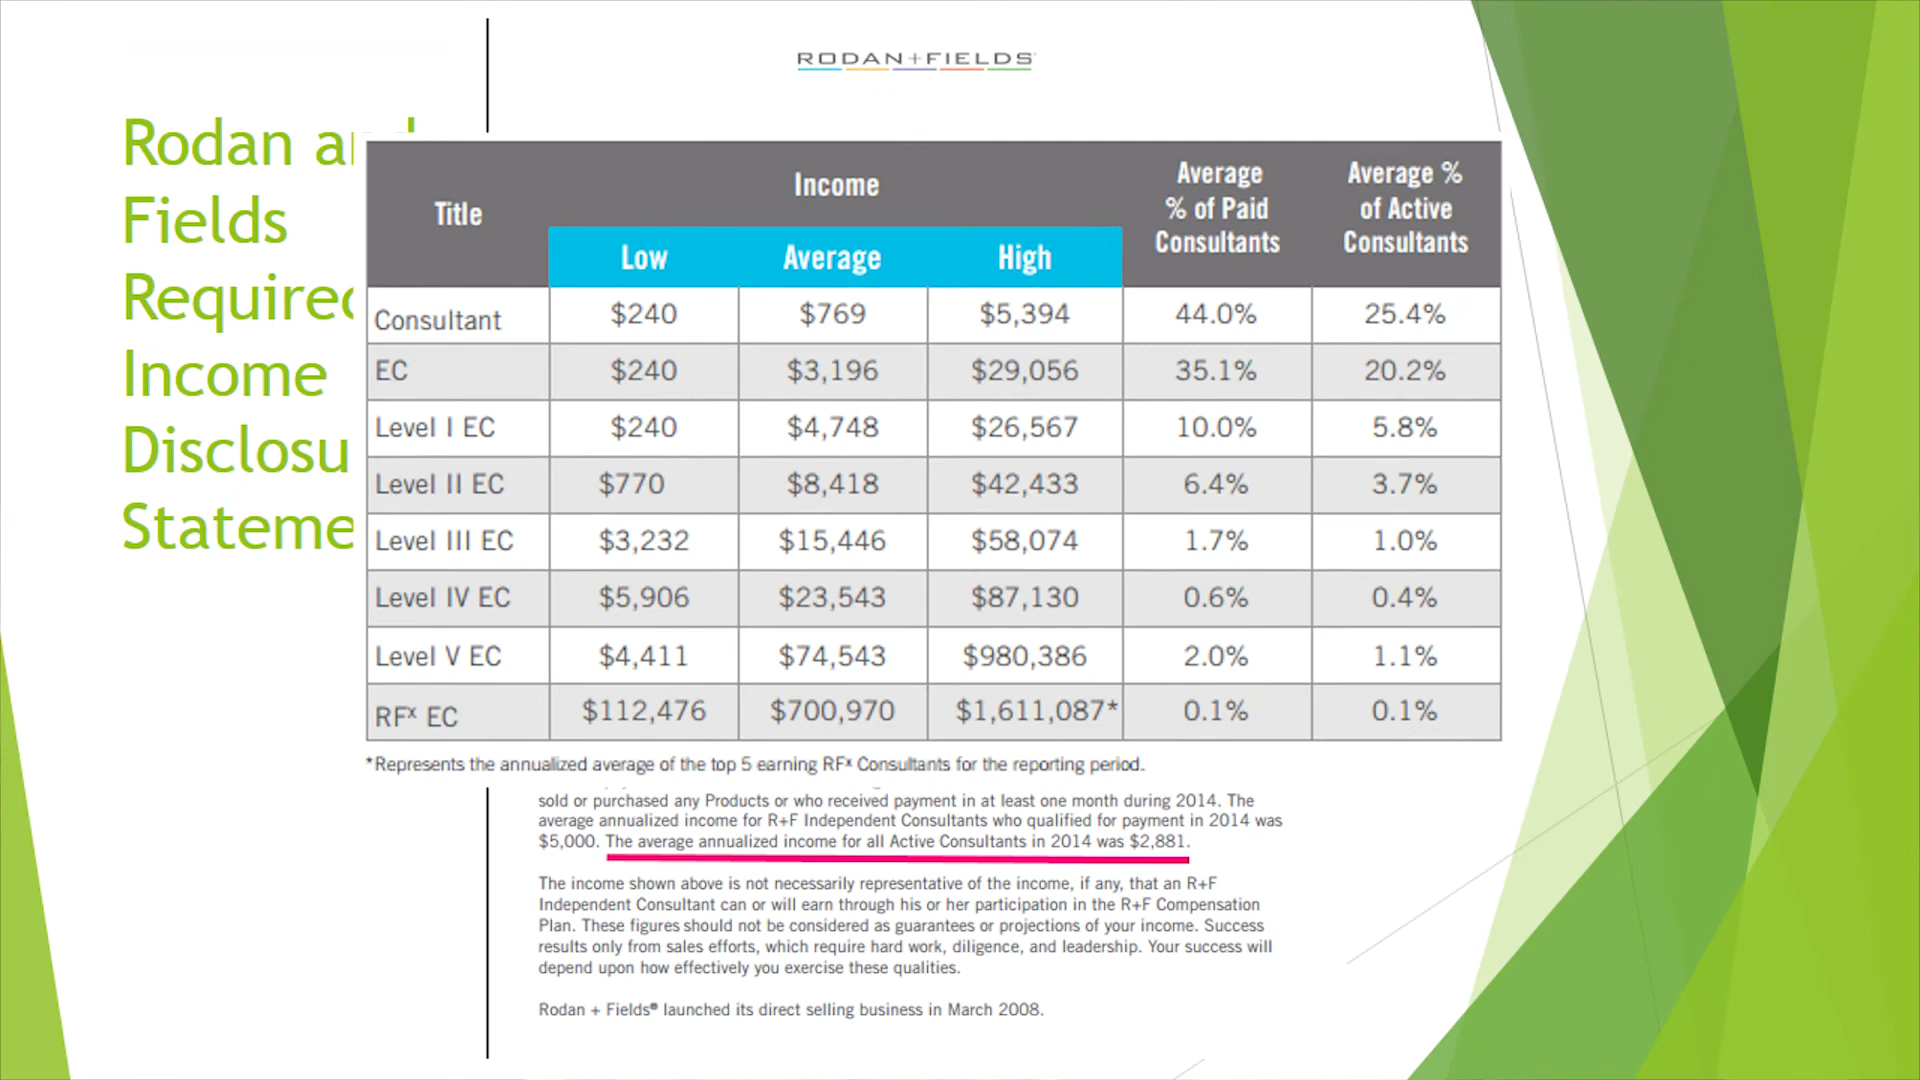 RODAN+FIELDS
Rodan
Fields
Income
Title
Income
Average
% of Paid
Consultants
Average %
of Active
Consultants
Low Average High
Consultant $240 $769 $5,394 44.0% 25.4%
EC $240 $3,196 $29,056 35.1% 20.2%
Level I EC $240 $4,748 $26,567 10.0% 5.8%
Level II EC $770 $8,418 $42,433 6.4% 3.7%
Level III EC $3,232 $15,446 $58,074 1.7% 1.0%
Level IV EC $5,906 $23,543 $87,130 0.6% 0.4%
Level V EC $4,411 $74,543 $980,386 2.0% 1.1%
RFˣ EC $112,476 $700,970 $1,611,087* 0.1% 0.1%
*Represents the annualized average of the top 5 earning RFˣ Consultants for the reporting period.
sold or purchased any Products or who received payment in at least one month during 2014. The
average annualized income for R+F Independent Consultants who qualified for payment in 2014 was
$5,000. The average annualized income for all Active Consultants in 2014 was $2,881.
The income shown above is not necessarily representative of the income, if any, that an R+F
Independent Consultant can or will earn through his or her participation in the R+F Compensation
Plan. These figures should not be considered as guarantees or projections of your income. Success
results only from sales efforts, which require hard work, diligence, and leadership. Your success will
depend upon how effectively you exercise these qualities.
Rodan + Fields® launched its direct selling business in March 2008.